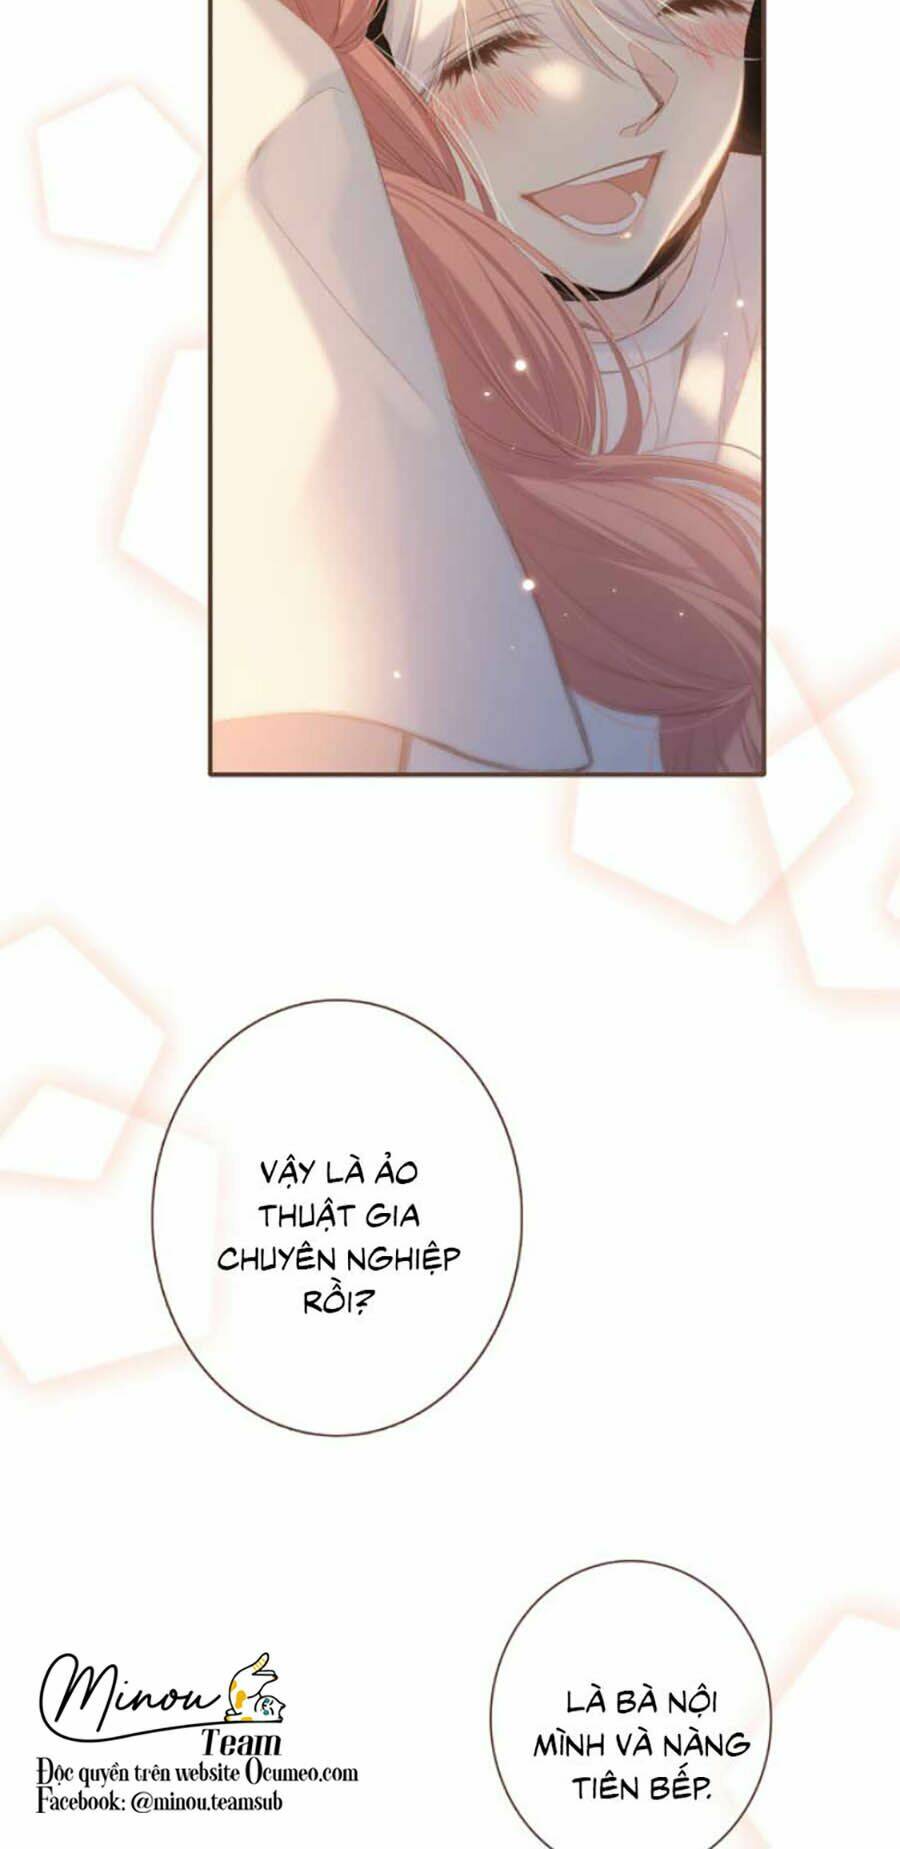 VẬY LÀ ẢO
THUẬT GIA
CHUYÊN NGHIỆP
RỒI?
LÀ BÀ NỘI
MÌNH VÀ NÀNG
TIÊN BẾP.
Minou
Team
Độc quyền trên website Ocumeo.com
Facebook: @minou.teamsub